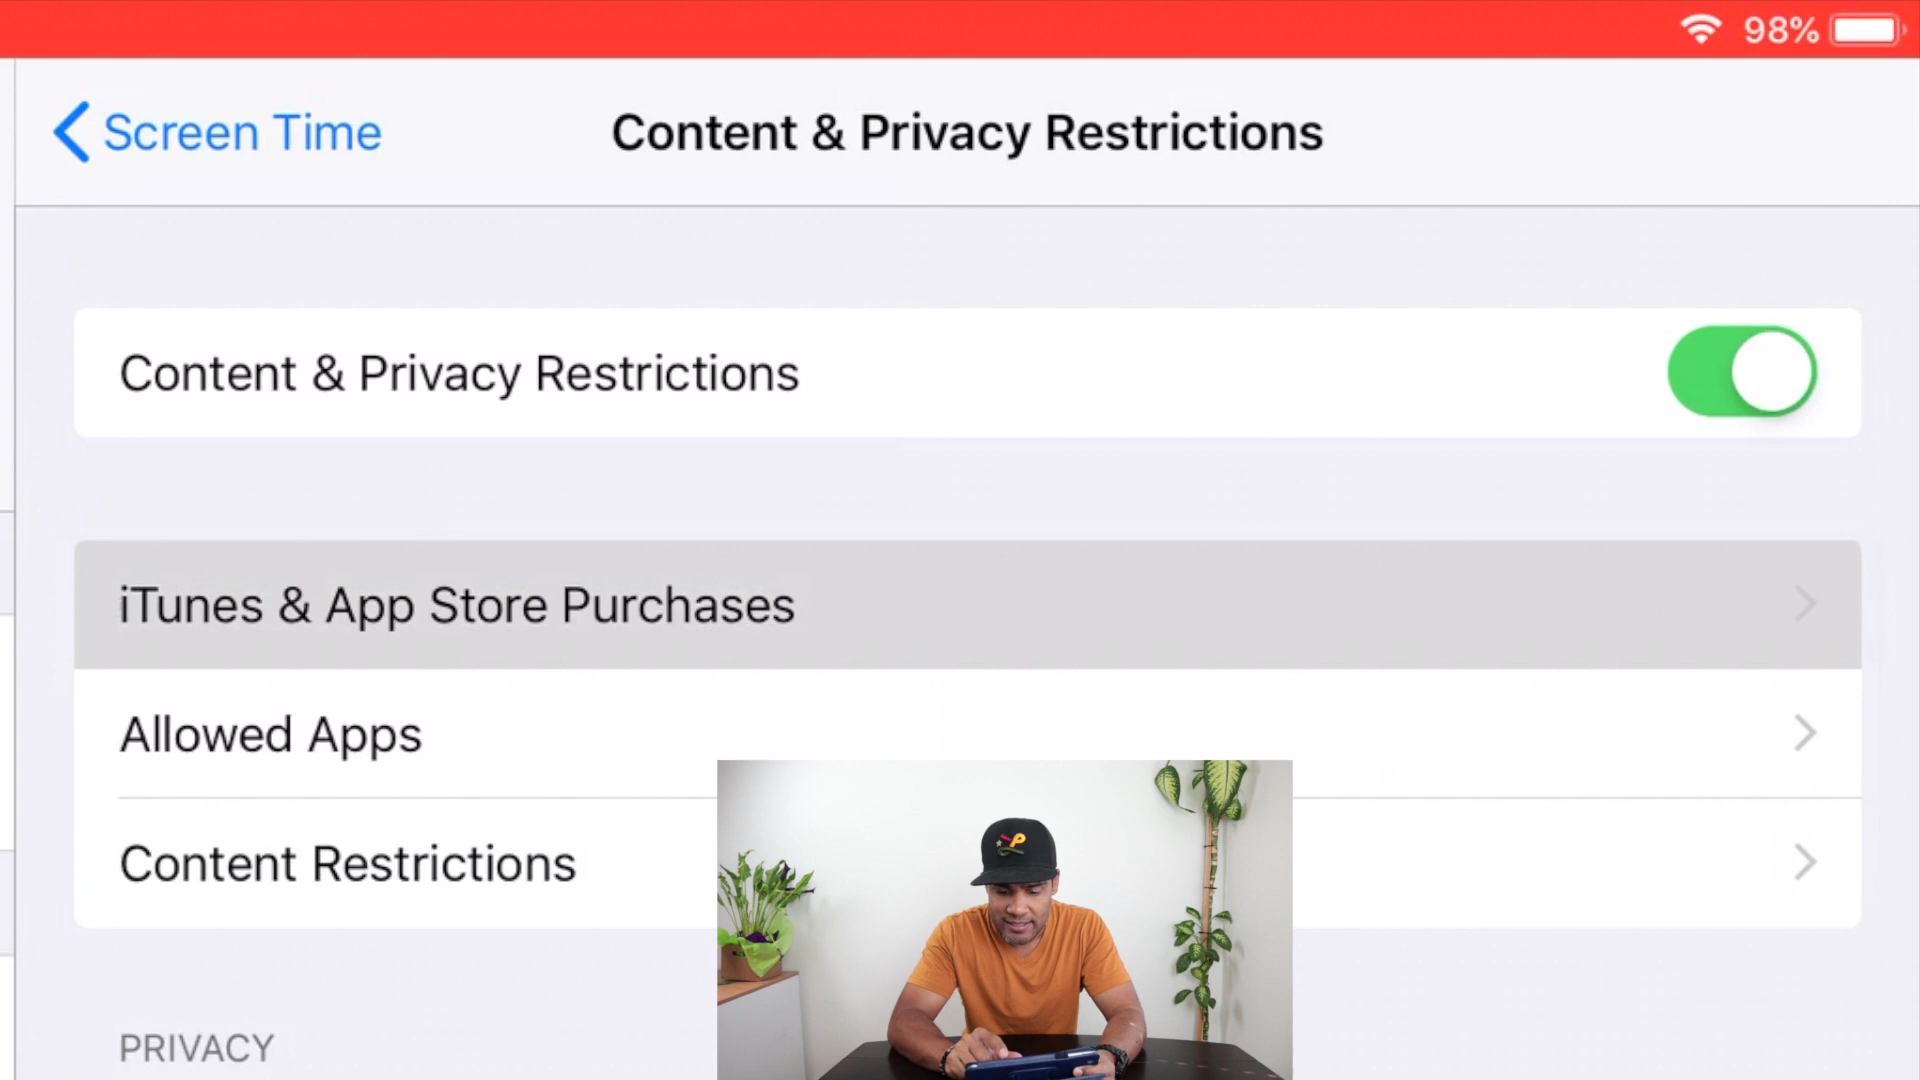 98%
Screen Time
Content & Privacy Restrictions
Content & Privacy Restrictions
iTunes & App Store Purchases
Allowed Apps
Content Restrictions
PRIVACY